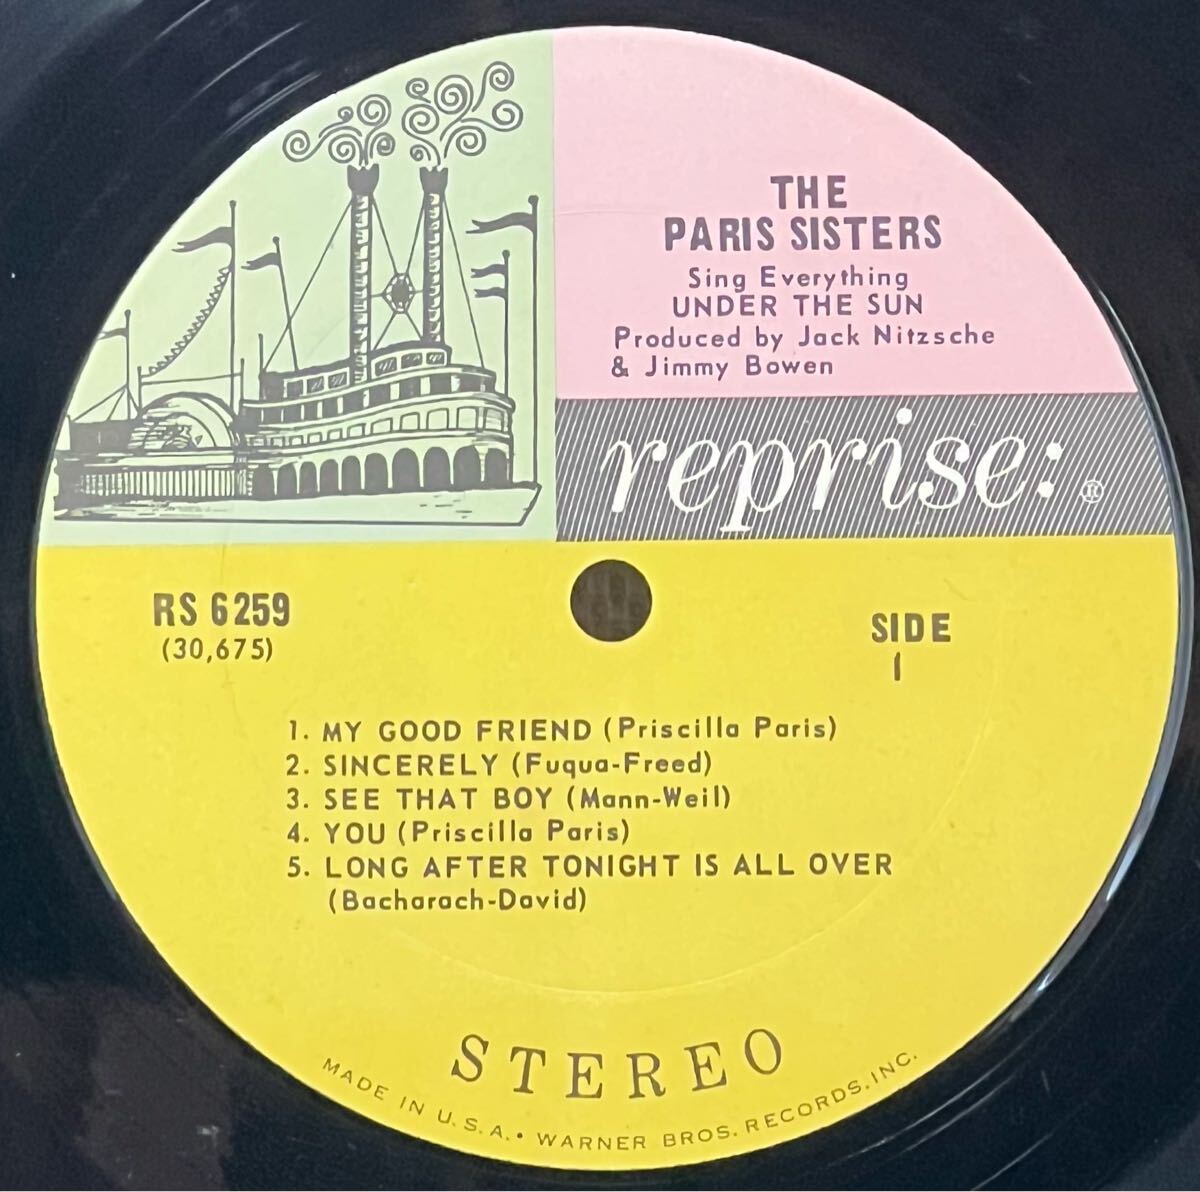 THE
PARIS SISTERS
Sing Everything
UNDER THE SUN
Produced by Jack Nitzsche
& Jimmy Bowen
reprise: ®
RS 6259
(30,675)
SIDE
1
1. MY GOOD FRIEND (Priscilla Paris)
2. SINCERELY (Fuqua-Freed)
3. SEE THAT BOY (Mann-Weil)
4. YOU (Priscilla Paris)
5. LONG AFTER TONIGHT IS ALL OVER
(Bacharach-David)
STEREO
MADE IN U.S.A. • WARNER BROS. RECORDS, INC.